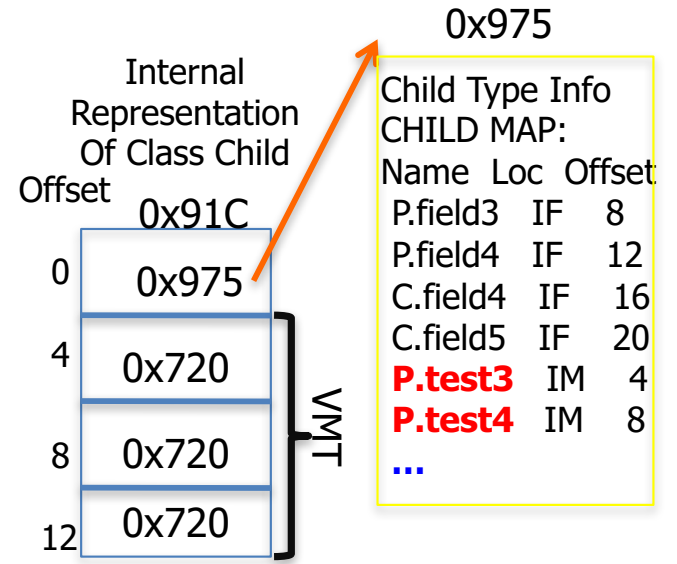 0x975
Internal
Representation
Of Class Child
Offset
0x91C
0 0x975
4 0x720
8 0x720
12 0x720
VMT
Child Type Info
CHILD MAP:
Name Loc Offset
P.field3 IF 8
P.field4 IF 12
C.field4 IF 16
C.field5 IF 20
P.test3 IM 4
P.test4 IM 8
...